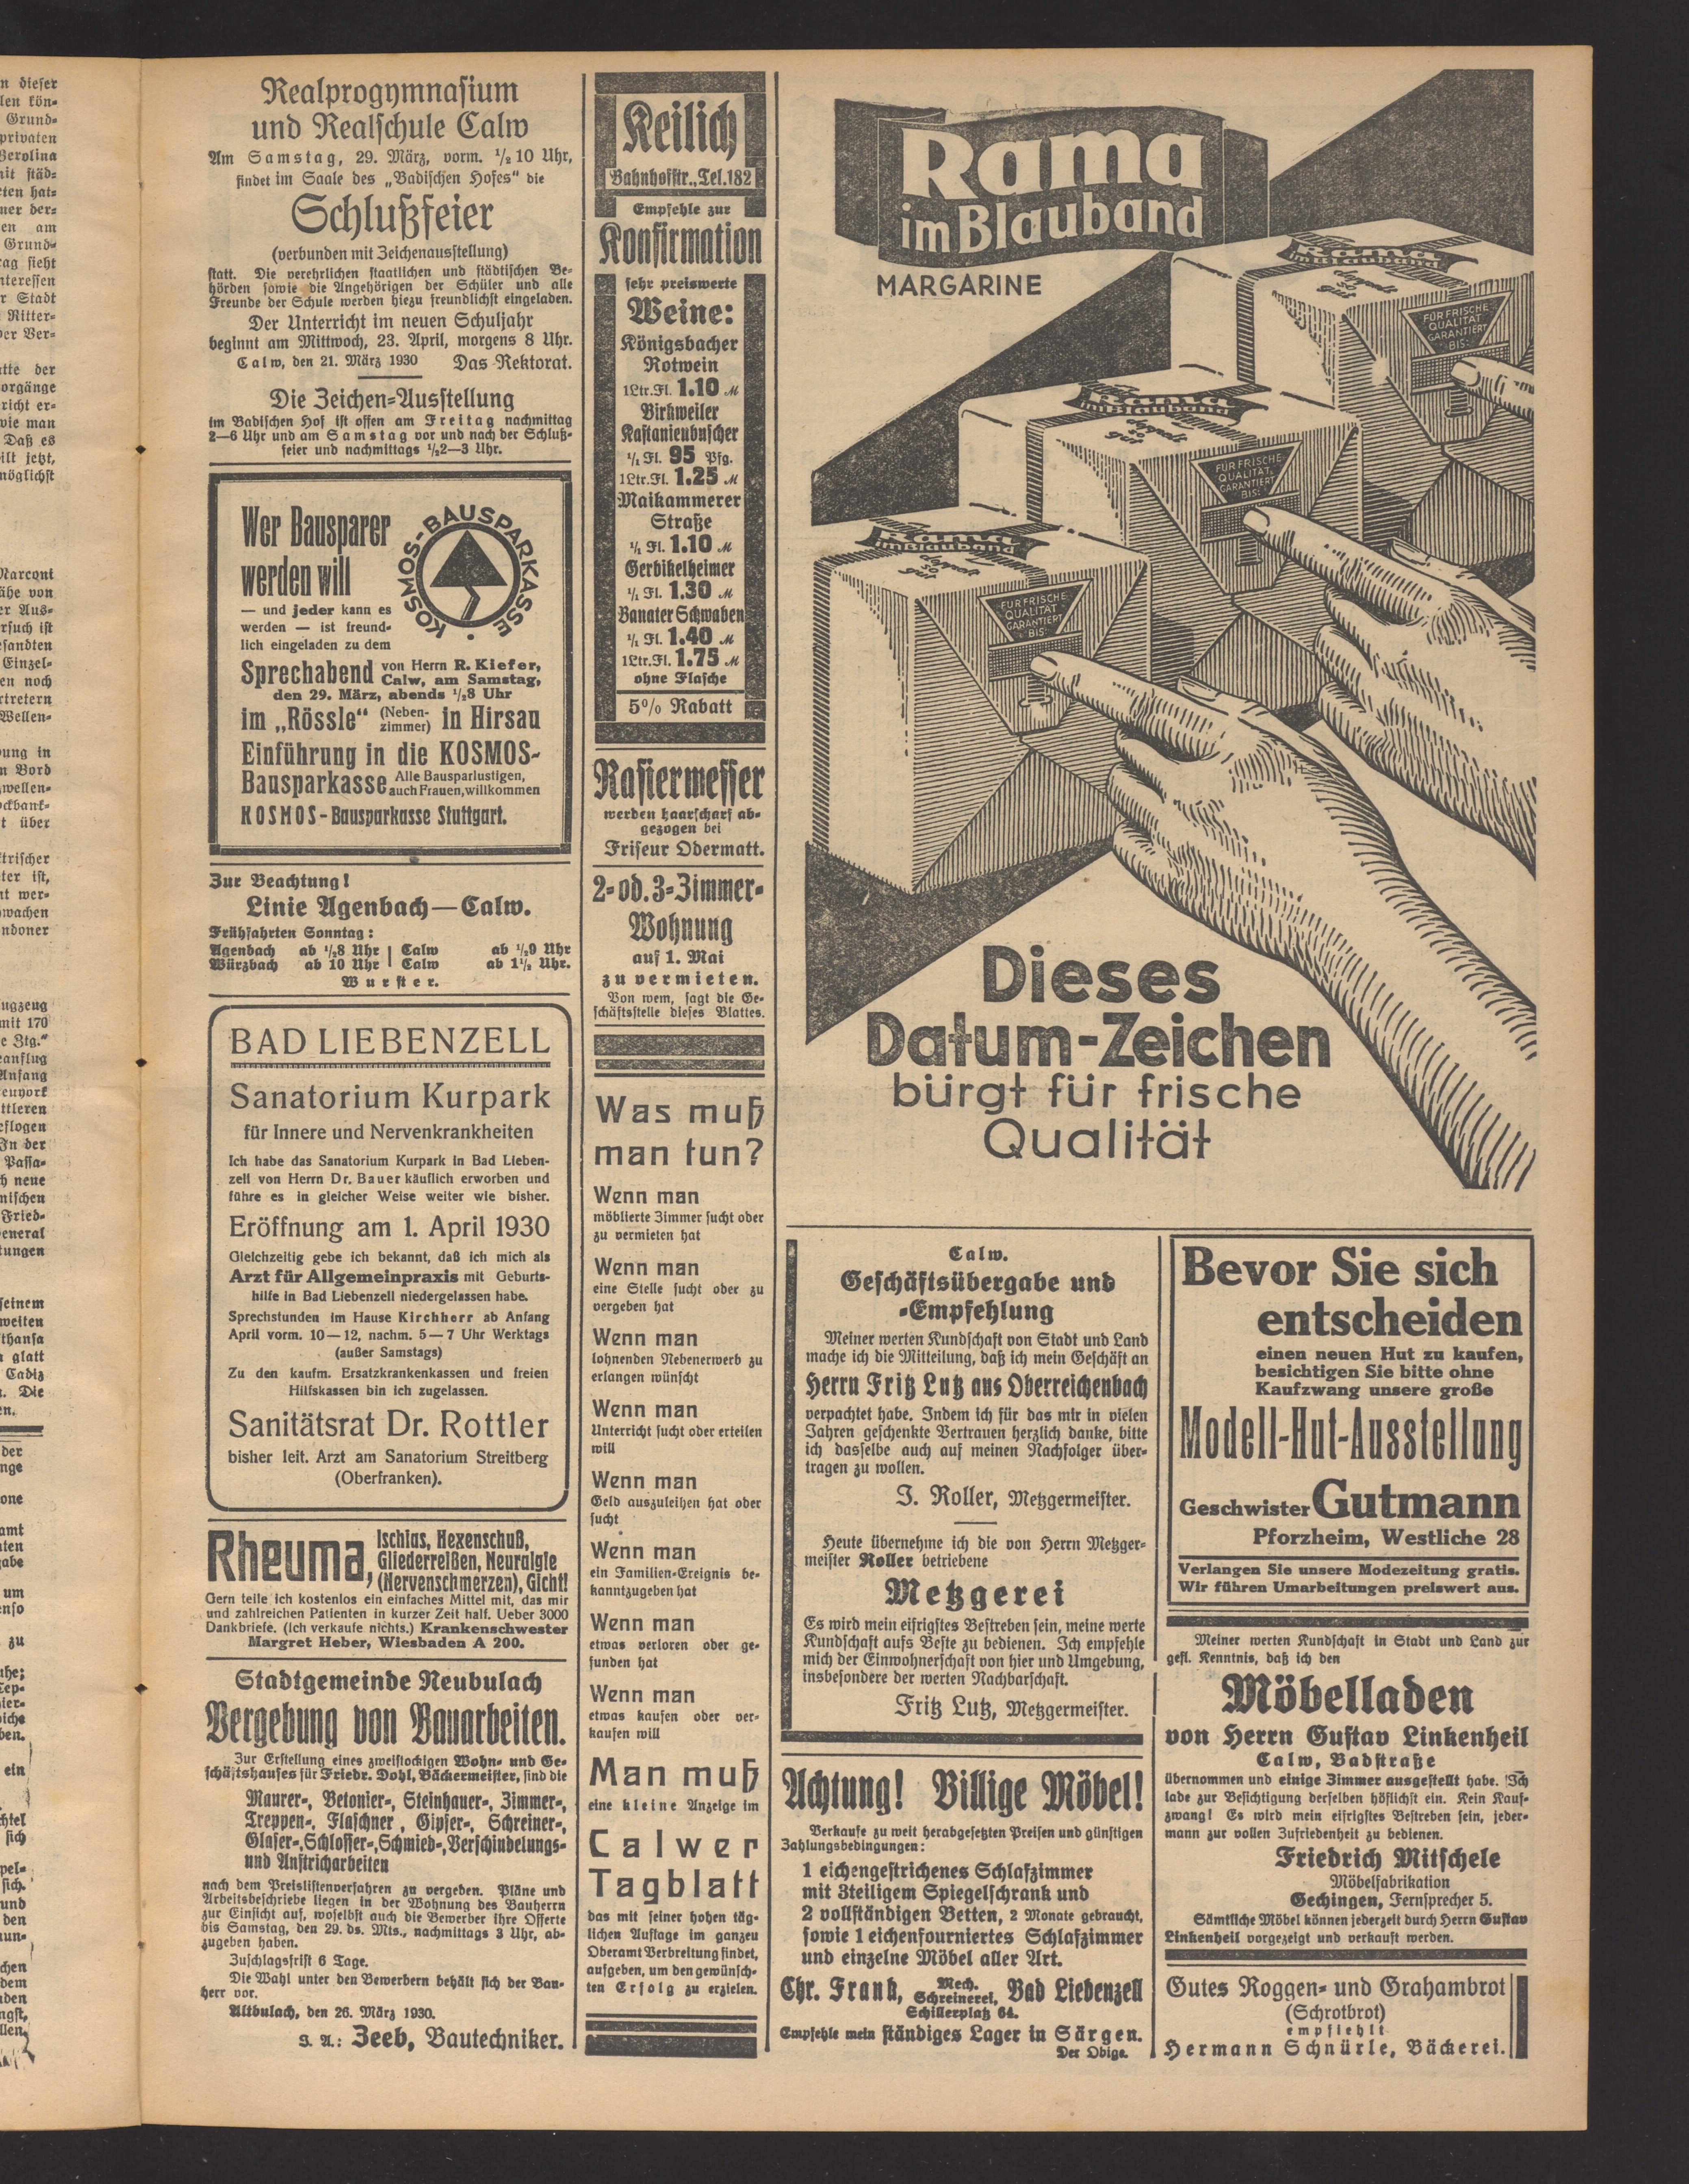 Realprogymnasium
und Realschule Calw
Am Samstag, 29. März, vorm. ½10 Uhr,
findet im Saale des „Badischen Hofes“ die
Schlußfeier
(verbunden mit Zeichenausstellung)
statt. Die verehrlichen staatlichen und städtischen Be-
hörden sowie die Angehörigen der Schüler und alle
Freunde der Schule werden hiezu freundlichst eingeladen.
Der Unterricht im neuen Schuljahr
beginnt am Mittwoch, 23. April, morgens 8 Uhr.
Calw, den 21. März 1930 Das Rektorat.
Die Zeichen-Ausstellung
im Badischen Hof ist offen am Freitag nachmittag
2—6 Uhr und am Samstag vor und nach der Schluß-
feier und nachmittags ½2—3 Uhr.
Wer Bausparer
werden will
KOSMOS-BAUSPARKASSE
— und jeder kann es
werden — ist freund-
lich eingeladen zu dem
Sprechabend von Herrn R. Kiefer,
Calw, am Samstag,
den 29. März, abends ½8 Uhr
im „Rössle“ (Neben-
zimmer) in Hirsau
Einführung in die KOSMOS-
Bausparkasse Alle Bausparlustigen,
auch Frauen, willkommen
KOSMOS-Bausparkasse Stuttgart.
Zur Beachtung!
Linie Agenbach—Calw.
Frühfahrten Sonntag:
Agenbach ab ½8 Uhr | Calw ab ½9 Uhr
Würzbach ab 10 Uhr | Calw ab 1½ Uhr.
Wurster.
BAD LIEBENZELL
Sanatorium Kurpark
für Innere und Nervenkrankheiten
Ich habe das Sanatorium Kurpark in Bad Lieben-
zell von Herrn Dr. Bauer käuflich erworben und
führe es in gleicher Weise weiter wie bisher.
Eröffnung am 1. April 1930
Gleichzeitig gebe ich bekannt, daß ich mich als
Arzt für Allgemeinpraxis mit Geburts-
hilfe in Bad Liebenzell niedergelassen habe.
Sprechstunden im Hause Kirchherr ab Anfang
April vorm. 10—12, nachm. 5—7 Uhr Werktags
(außer Samstags)
Zu den kaufm. Ersatzkrankenkassen und freien
Hilfskassen bin ich zugelassen.
Sanitätsrat Dr. Rottler
bisher leit. Arzt am Sanatorium Streitberg
(Oberfranken).
Rheuma, Ischias, Hexenschuß,
Gliederreißen, Neuralgie
(Nervenschmerzen), Gicht!
Gern teile ich kostenlos ein einfaches Mittel mit, das mir
und zahlreichen Patienten in kurzer Zeit half. Ueber 3000
Dankbriefe. (Ich verkaufe nichts.) Krankenschwester
Margret Heber, Wiesbaden A 200.
Stadtgemeinde Neubulach
Vergebung von Bauarbeiten.
Zur Erstellung eines zweistockigen Wohn- und Ge-
schäftshauses für Friedr. Dohl, Bäckermeister, sind die
Maurer-, Betonier-, Steinhauer-, Zimmer-,
Treppen-, Flaschner, Gipser-, Schreiner-,
Glaser-, Schlosser-, Schmied-, Verschindelungs-
und Anstricharbeiten
nach dem Preislistenverfahren zu vergeben. Pläne und
Arbeitsbeschriebe liegen in der Wohnung des Bauherrn
zur Einsicht auf, woselbst auch die Bewerber ihre Offerte
bis Samstag, den 29. ds. Mts., nachmittags 3 Uhr, ab-
zugeben haben.
Zuschlagsfrist 6 Tage.
Die Wahl unter den Bewerbern behält sich der Bau-
herr vor.
Altbulach, den 26. März 1930.
J. A.: Zeeb, Bautechniker.
Keilich
Bahnhofstr., Tel. 182
Empfehle zur
Konfirmation
sehr preiswerte
Weine:
Königsbacher
Rotwein
1 Ltr. Fl. 1.10 M
Birkweiler
Kastanienbuscher
1/1 Fl. 95 Pfg.
1 Ltr. Fl. 1.25 M
Maikammerer
Straße
1/1 Fl. 1.10 M
Gerbikelheimer
1/1 Fl. 1.30 M
Banater Schwaben
1/1 Fl. 1.40 M
1 Ltr. Fl. 1.75 M
ohne Flasche
5% Rabatt
Rasiermesser
werden haarscharf ab-
gezogen bei
Friseur Odermatt.
2- od. 3-Zimmer-
Wohnung
auf 1. Mai
zu vermieten.
Von wem, sagt die Ge-
schäftsstelle dieses Blattes.
Was muß
man tun?
Wenn man
möblierte Zimmer sucht oder
zu vermieten hat
Wenn man
eine Stelle sucht oder zu
vergeben hat
Wenn man
lohnenden Nebenerwerb zu
erlangen wünscht
Wenn man
Unterricht sucht oder erteilen
will
Wenn man
Geld auszuleihen hat oder
sucht
Wenn man
ein Familien-Ereignis be-
kanntzugeben hat
Wenn man
etwas verloren oder ge-
funden hat
Wenn man
etwas kaufen oder ver-
kaufen will
Man muß
eine kleine Anzeige im
Calwer
Tagblatt
das mit seiner hohen täg-
lichen Auflage im ganzen
Oberamt Verbreitung findet,
aufgeben, um den gewünsch-
ten Erfolg zu erzielen.
Rama
im Blauband
MARGARINE
Rama
im Blauband
doppelt
so
gut
FÜR FRISCHE
QUALITÄT
GARANTIERT
BIS:
Rama
im Blauband
doppelt
so
gut
FÜR FRISCHE
QUALITÄT
GARANTIERT
BIS:
Rama
im Blauband
doppelt
so
gut
FÜR FRISCHE
QUALITÄT
GARANTIERT
BIS:
Dieses
Datum-Zeichen
bürgt für frische
Qualität
Calw.
Geschäftsübergabe und
-Empfehlung
Meiner werten Kundschaft von Stadt und Land
mache ich die Mitteilung, daß ich mein Geschäft an
Herrn Fritz Lutz aus Oberreichenbach
verpachtet habe. Indem ich für das mir in vielen
Jahren geschenkte Vertrauen herzlich danke, bitte
ich dasselbe auch auf meinen Nachfolger über-
tragen zu wollen.
J. Roller, Metzgermeister.
Heute übernehme ich die von Herrn Metzger-
meister Roller betriebene
Metzgerei
Es wird mein eifrigstes Bestreben sein, meine werte
Kundschaft aufs Beste zu bedienen. Ich empfehle
mich der Einwohnerschaft von hier und Umgebung,
insbesondere der werten Nachbarschaft.
Fritz Lutz, Metzgermeister.
Achtung! Billige Möbel!
Verkaufe zu weit herabgesetzten Preisen und günstigen
Zahlungsbedingungen:
1 eichengestrichenes Schlafzimmer
mit 3teiligem Spiegelschrank und
2 vollständigen Betten, 2 Monate gebraucht,
sowie 1 eichenfourniertes Schlafzimmer
und einzelne Möbel aller Art.
Chr. Frank, Mech.
Schreinerei, Bad Liebenzell
Schillerplatz 64.
Empfehle mein ständiges Lager in Särgen.
Der Obige.
Bevor Sie sich
entscheiden
einen neuen Hut zu kaufen,
besichtigen Sie bitte ohne
Kaufzwang unsere große
Modell-Hut-Ausstellung
Geschwister Gutmann
Pforzheim, Westliche 28
Verlangen Sie unsere Modezeitung gratis.
Wir führen Umarbeitungen preiswert aus.
Meiner werten Kundschaft in Stadt und Land zur
gefl. Kenntnis, daß ich den
Möbelladen
von Herrn Gustav Linkenheil
Calw, Badstraße
übernommen und einige Zimmer ausgestellt habe. Ich
lade zur Besichtigung derselben höflichst ein. Kein Kauf-
zwang! Es wird mein eifrigstes Bestreben sein, jeder-
mann zur vollen Zufriedenheit zu bedienen.
Friedrich Mitschele
Möbelfabrikation
Gechingen, Fernsprecher 5.
Sämtliche Möbel können jederzeit durch Herrn Gustav
Linkenheil vorgezeigt und verkauft werden.
Gutes Roggen- und Grahambrot
(Schrotbrot)
empfiehlt
Hermann Schnürle, Bäckerei.